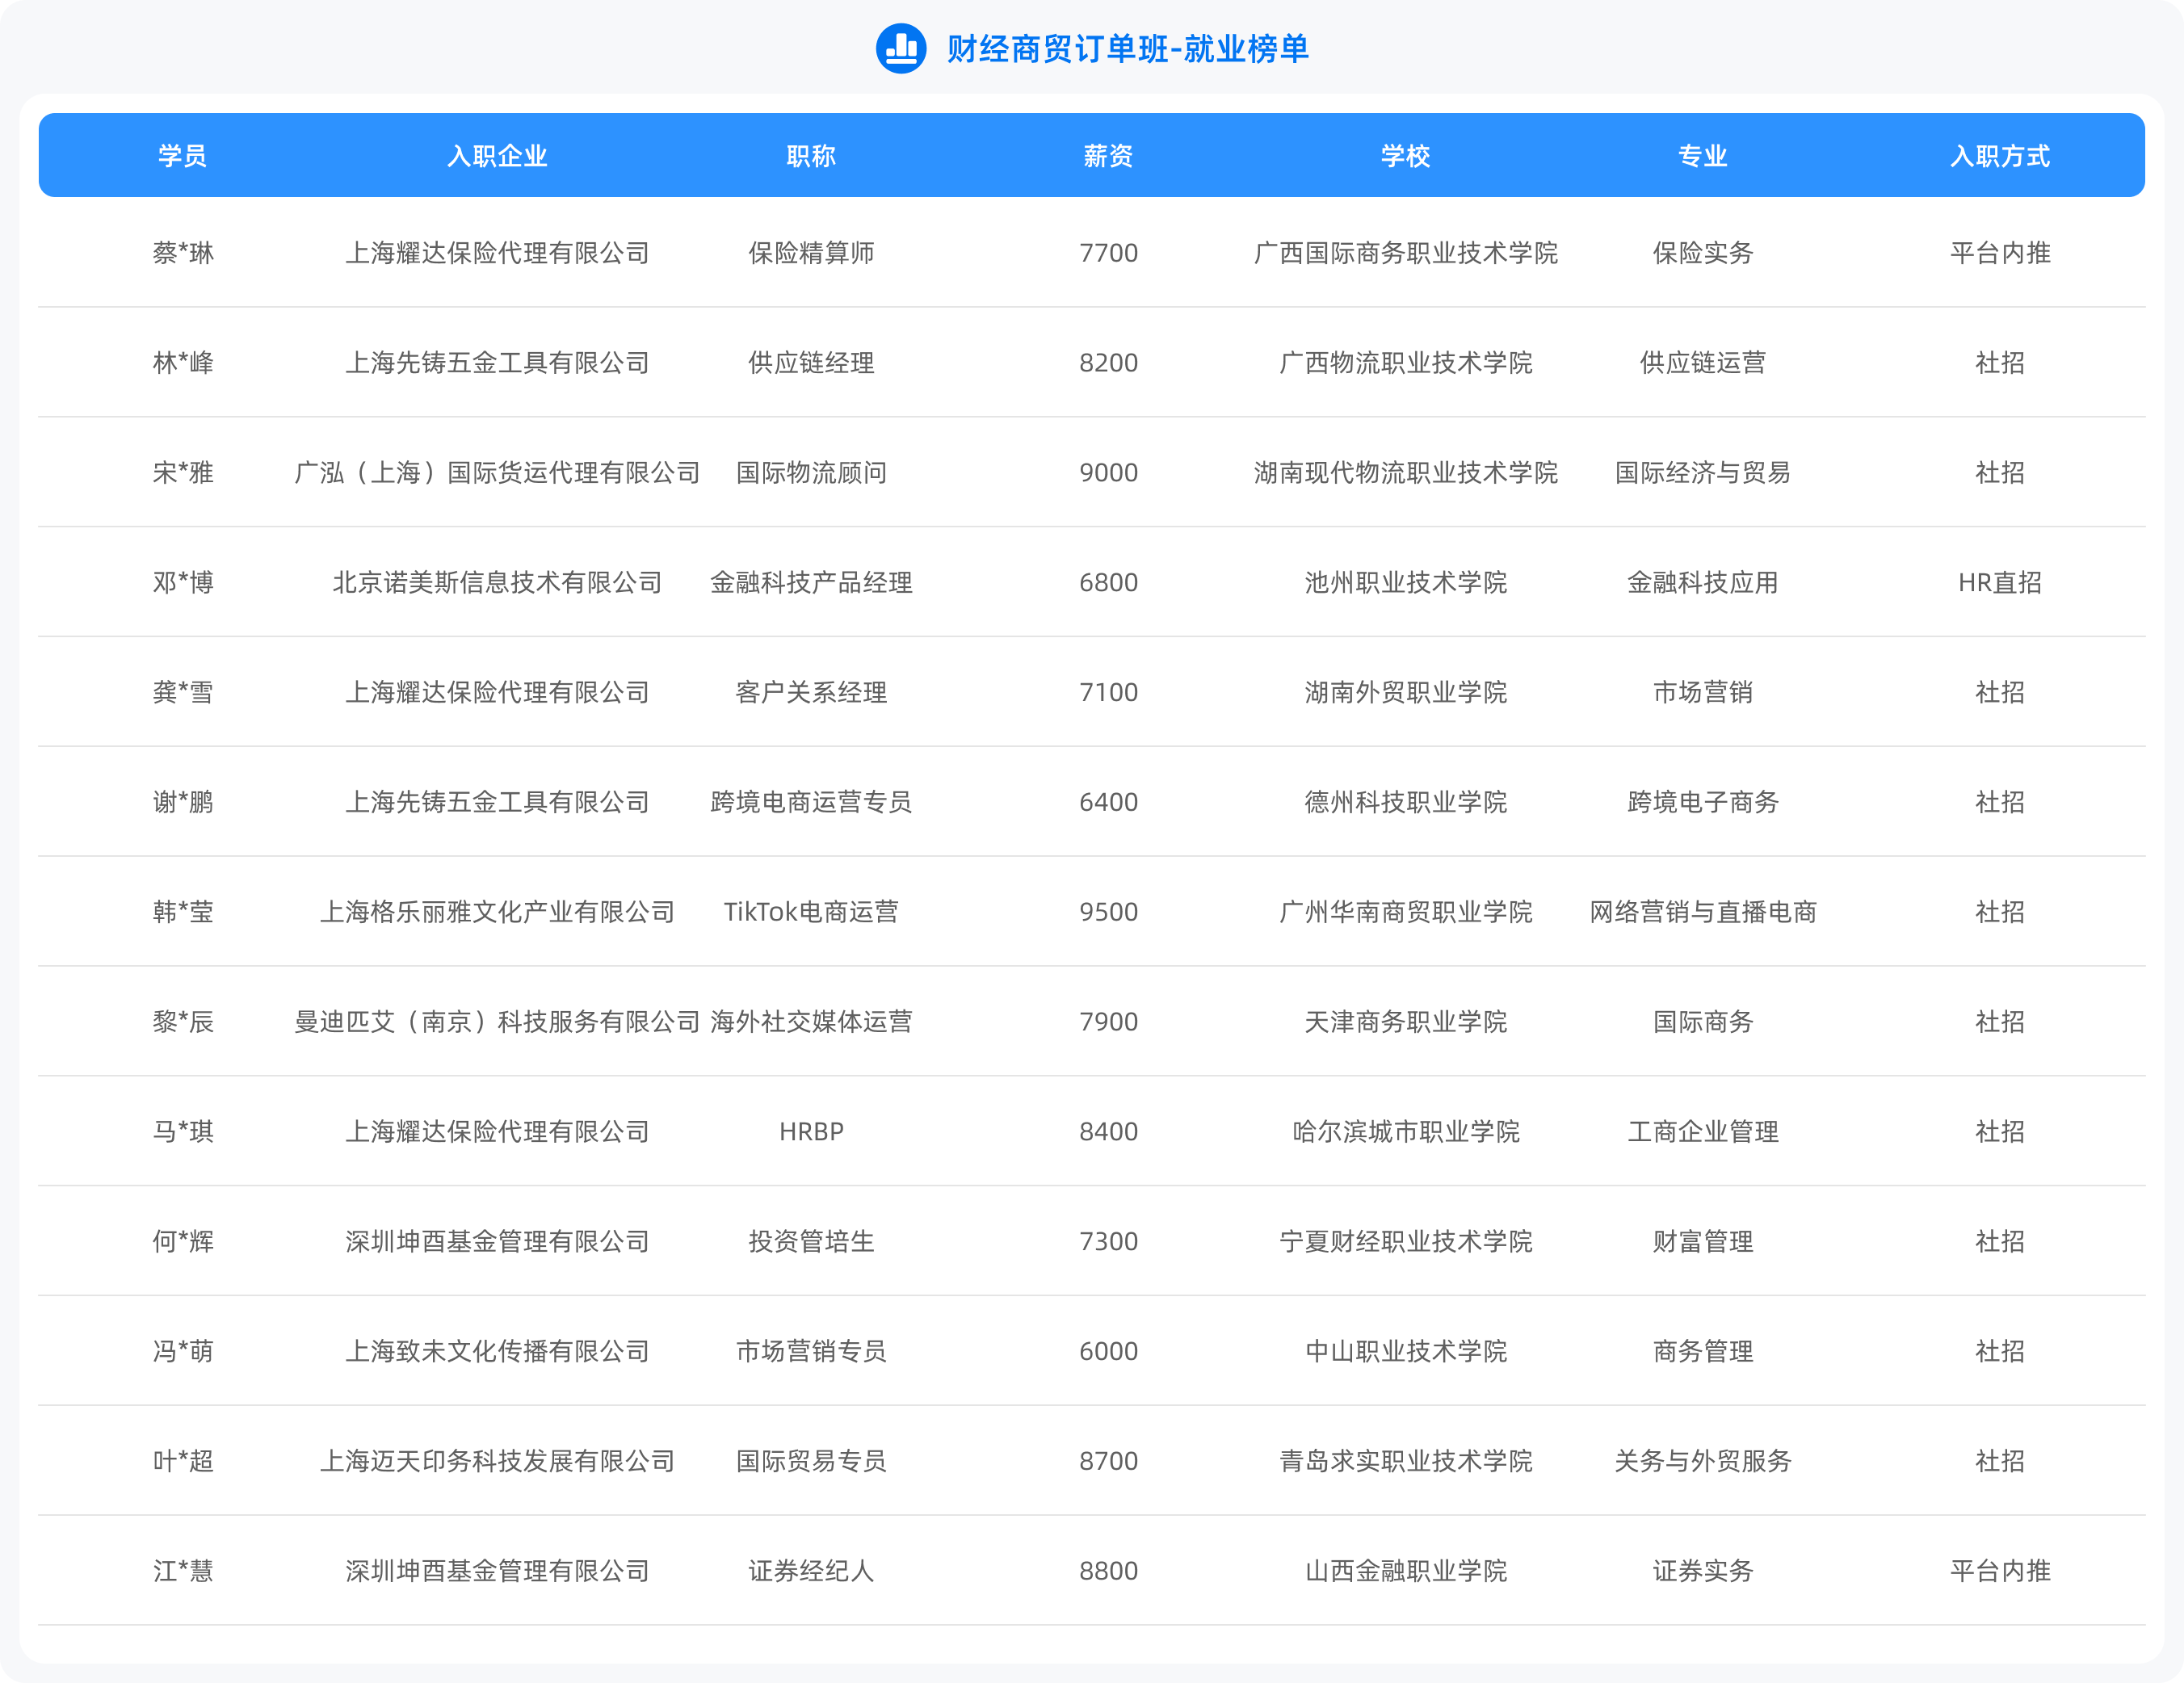 财经商贸订单班-就业榜单
学员 入职企业 职称 薪资 学校 专业 入职方式
蔡*琳 上海耀达保险代理有限公司 保险精算师 7700 广西国际商务职业技术学院 保险实务 平台内推
林*峰 上海先铸五金工具有限公司 供应链经理 8200 广西物流职业技术学院 供应链运营 社招
宋*雅 广泓（上海）国际货运代理有限公司 国际物流顾问 9000 湖南现代物流职业技术学院 国际经济与贸易 社招
邓*博 北京诺美斯信息技术有限公司 金融科技产品经理 6800 池州职业技术学院 金融科技应用 HR直招
龚*雪 上海耀达保险代理有限公司 客户关系经理 7100 湖南外贸职业学院 市场营销 社招
谢*鹏 上海先铸五金工具有限公司 跨境电商运营专员 6400 德州科技职业学院 跨境电子商务 社招
韩*莹 上海格乐丽雅文化产业有限公司 TikTok电商运营 9500 广州华南商贸职业学院 网络营销与直播电商 社招
黎*辰 曼迪匹艾（南京）科技服务有限公司 海外社交媒体运营 7900 天津商务职业学院 国际商务 社招
马*琪 上海耀达保险代理有限公司 HRBP 8400 哈尔滨城市职业学院 工商企业管理 社招
何*辉 深圳坤酉基金管理有限公司 投资管培生 7300 宁夏财经职业技术学院 财富管理 社招
冯*萌 上海致未文化传播有限公司 市场营销专员 6000 中山职业技术学院 商务管理 社招
叶*超 上海迈天印务科技发展有限公司 国际贸易专员 8700 青岛求实职业技术学院 关务与外贸服务 社招
江*慧 深圳坤酉基金管理有限公司 证券经纪人 8800 山西金融职业学院 证券实务 平台内推